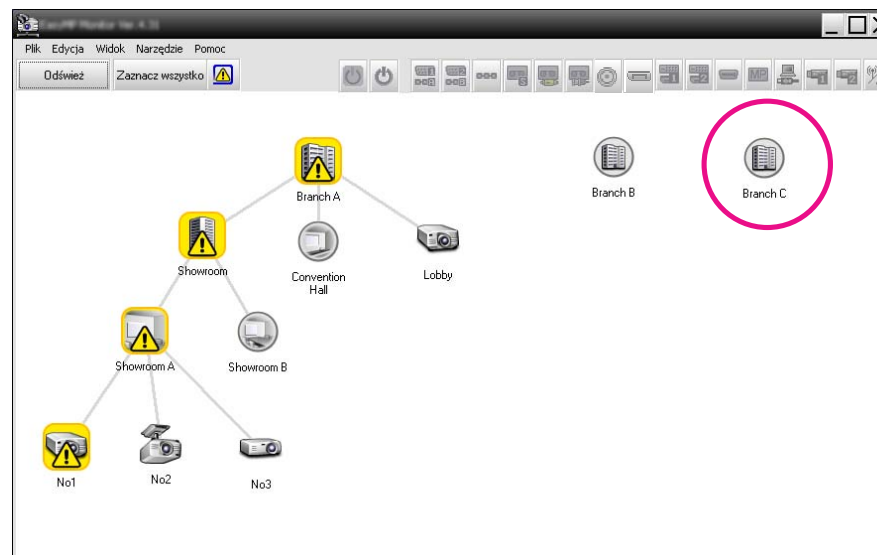 Plik Edycja Widok Narzędzie Pomoc
Odśwież Zaznacz wszystko
Branch A
Branch B
Branch C
Showroom
Convention
Hall
Lobby
Showroom A
Showroom B
No1
No2
No3